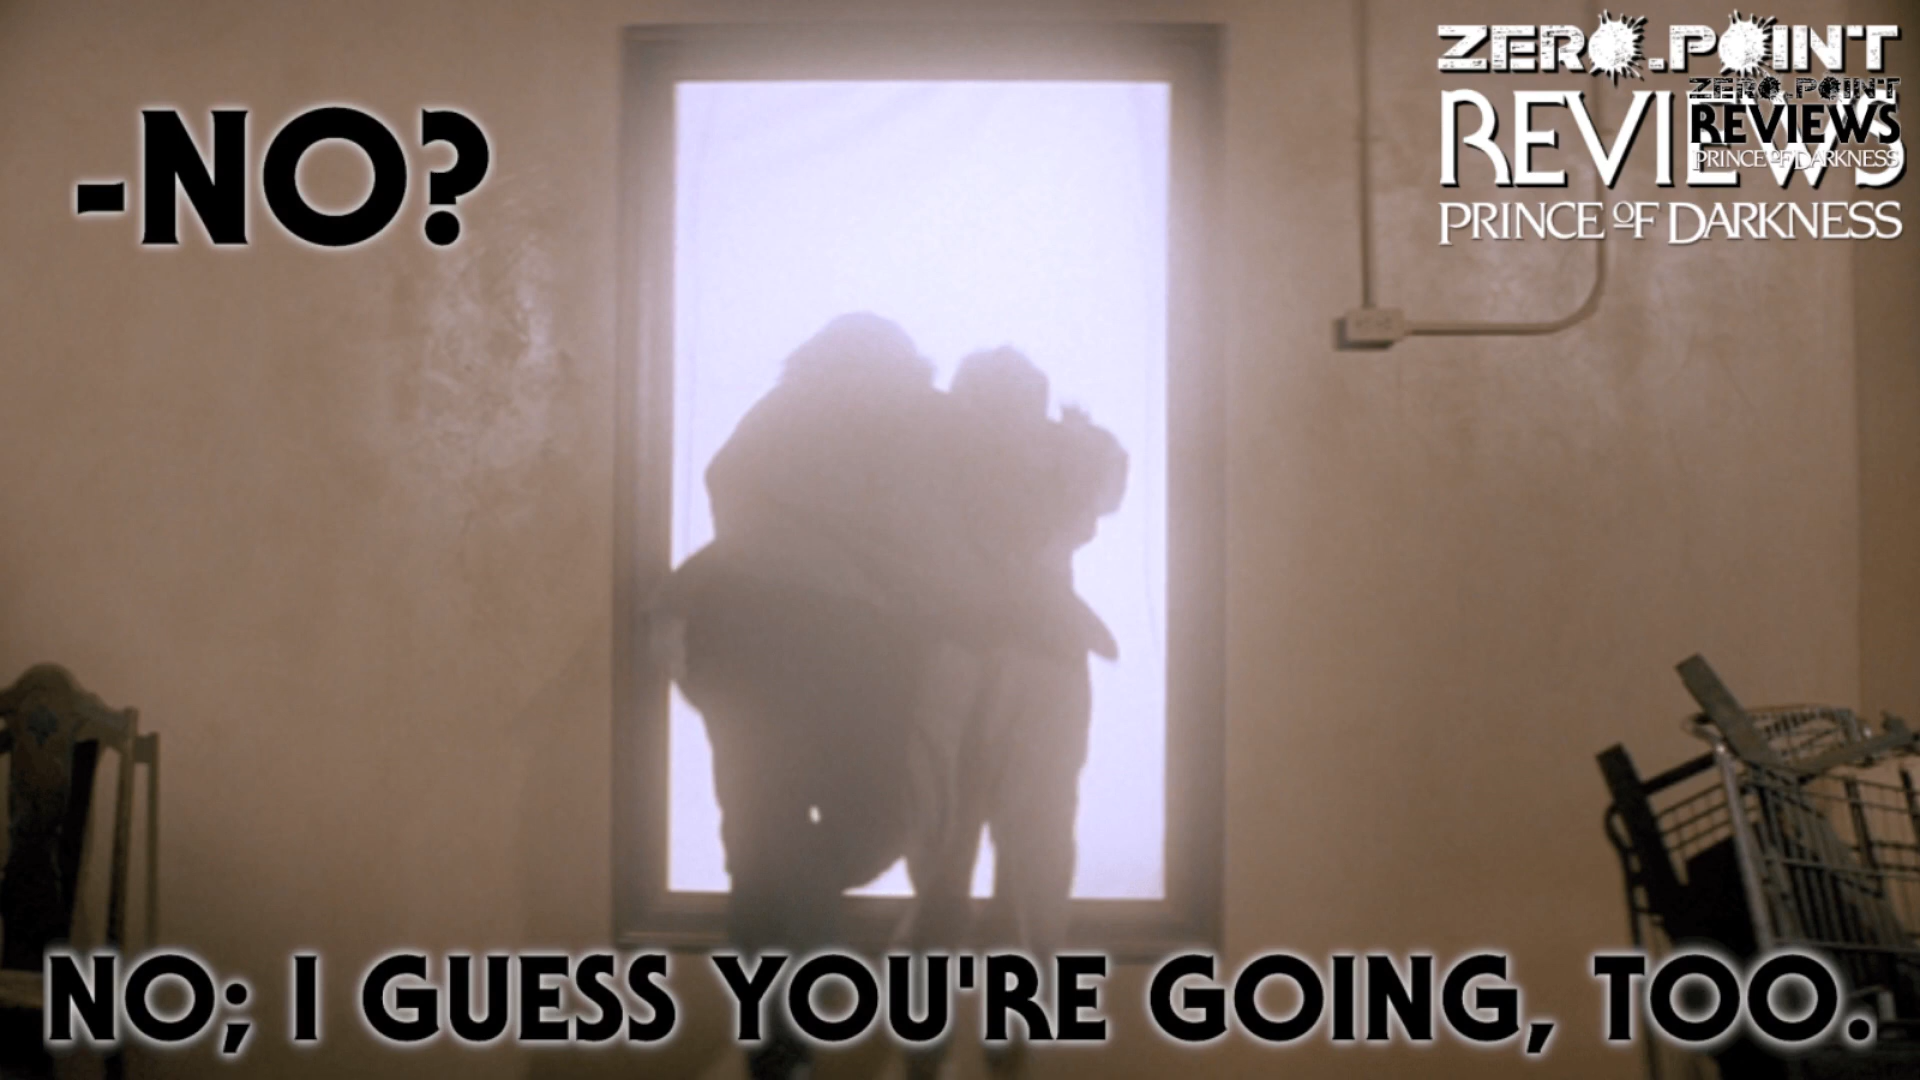 -NO?
ZERO.POINT
REVIEWS
PRINCE OF DARKNESS
ZERO.POINT
REVIEWS
PRINCE OF DARKNESS
NO; I GUESS YOU'RE GOING, TOO.